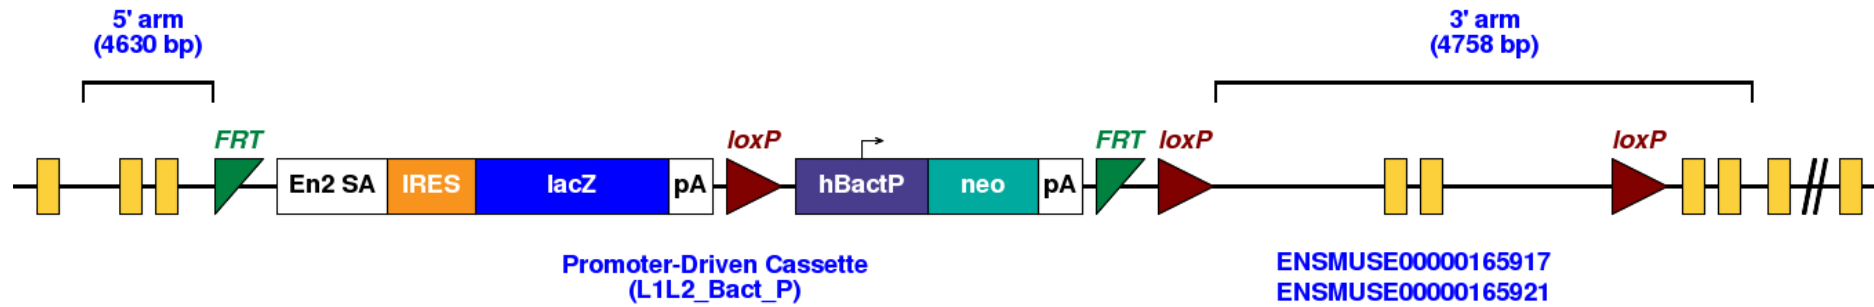 5' arm
(4630 bp)
3' arm
(4758 bp)
FRT
loxP
FRT
loxP
loxP
En2 SA
IRES
lacZ
pA
hBactP
neo
pA
Promoter-Driven Cassette
(L1L2_Bact_P)
ENSMUSE00000165917
ENSMUSE00000165921